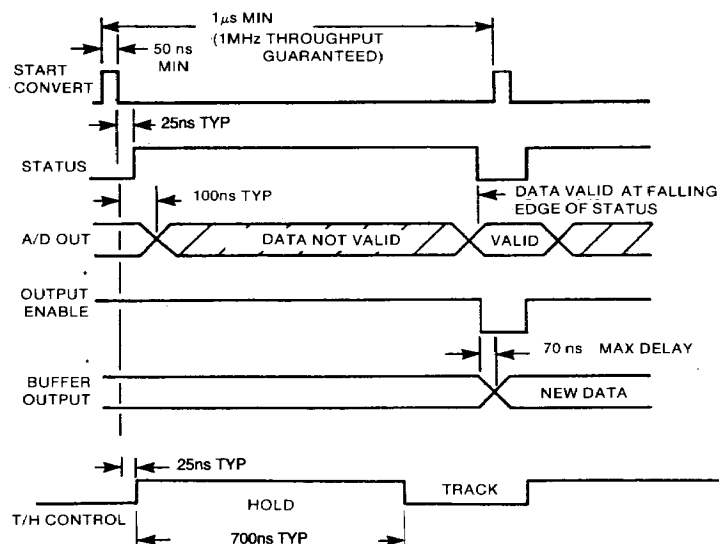 1μs MIN
(1MHz THROUGHPUT
GUARANTEED)
50 ns
MIN
START
CONVERT
25ns TYP
STATUS
100ns TYP
DATA VALID AT FALLING
EDGE OF STATUS
A/D OUT
DATA NOT VALID
VALID
OUTPUT
ENABLE
70 ns MAX DELAY
BUFFER
OUTPUT
NEW DATA
25ns TYP
TRACK
HOLD
T/H CONTROL
700ns TYP